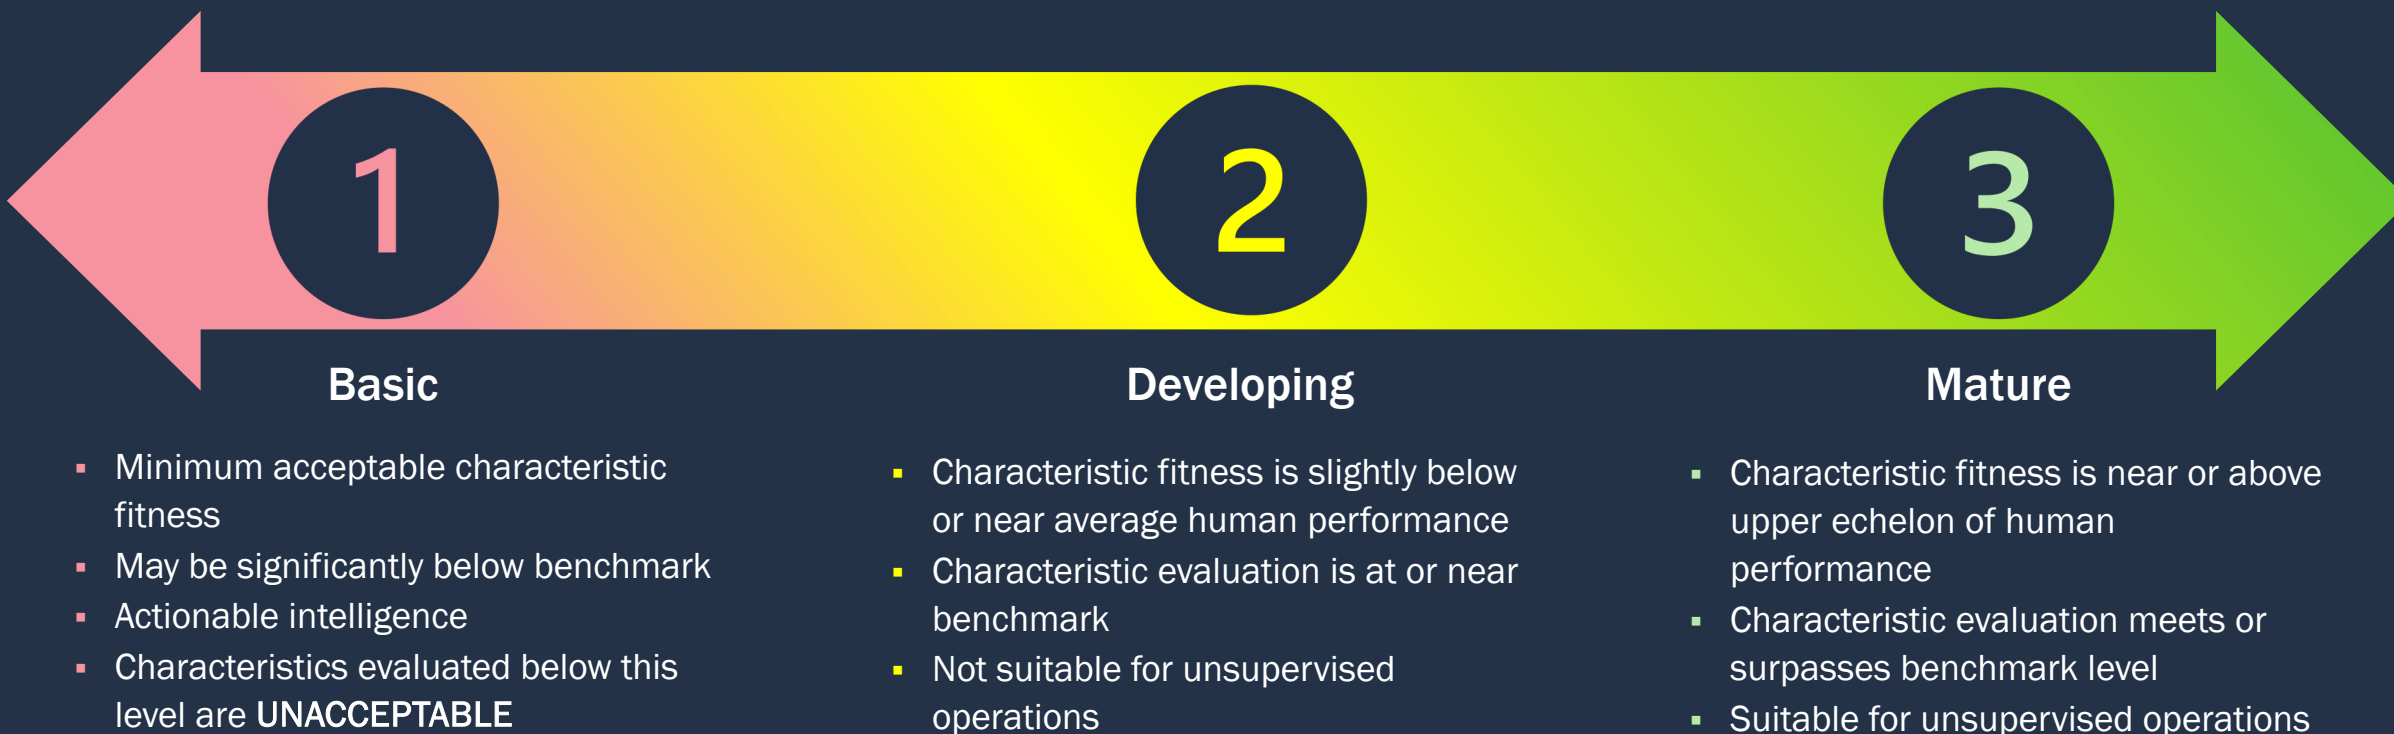 1
2
3
Basic
Minimum acceptable characteristic
fitness
May be significantly below benchmark
Actionable intelligence
Characteristics evaluated below this
level are UNACCEPTABLE
Developing
Characteristic fitness is slightly below
or near average human performance
Characteristic evaluation is at or near
benchmark
Not suitable for unsupervised
operations
Mature
Characteristic fitness is near or above
upper echelon of human
performance
Characteristic evaluation meets or
surpasses benchmark level
Suitable for unsupervised operations